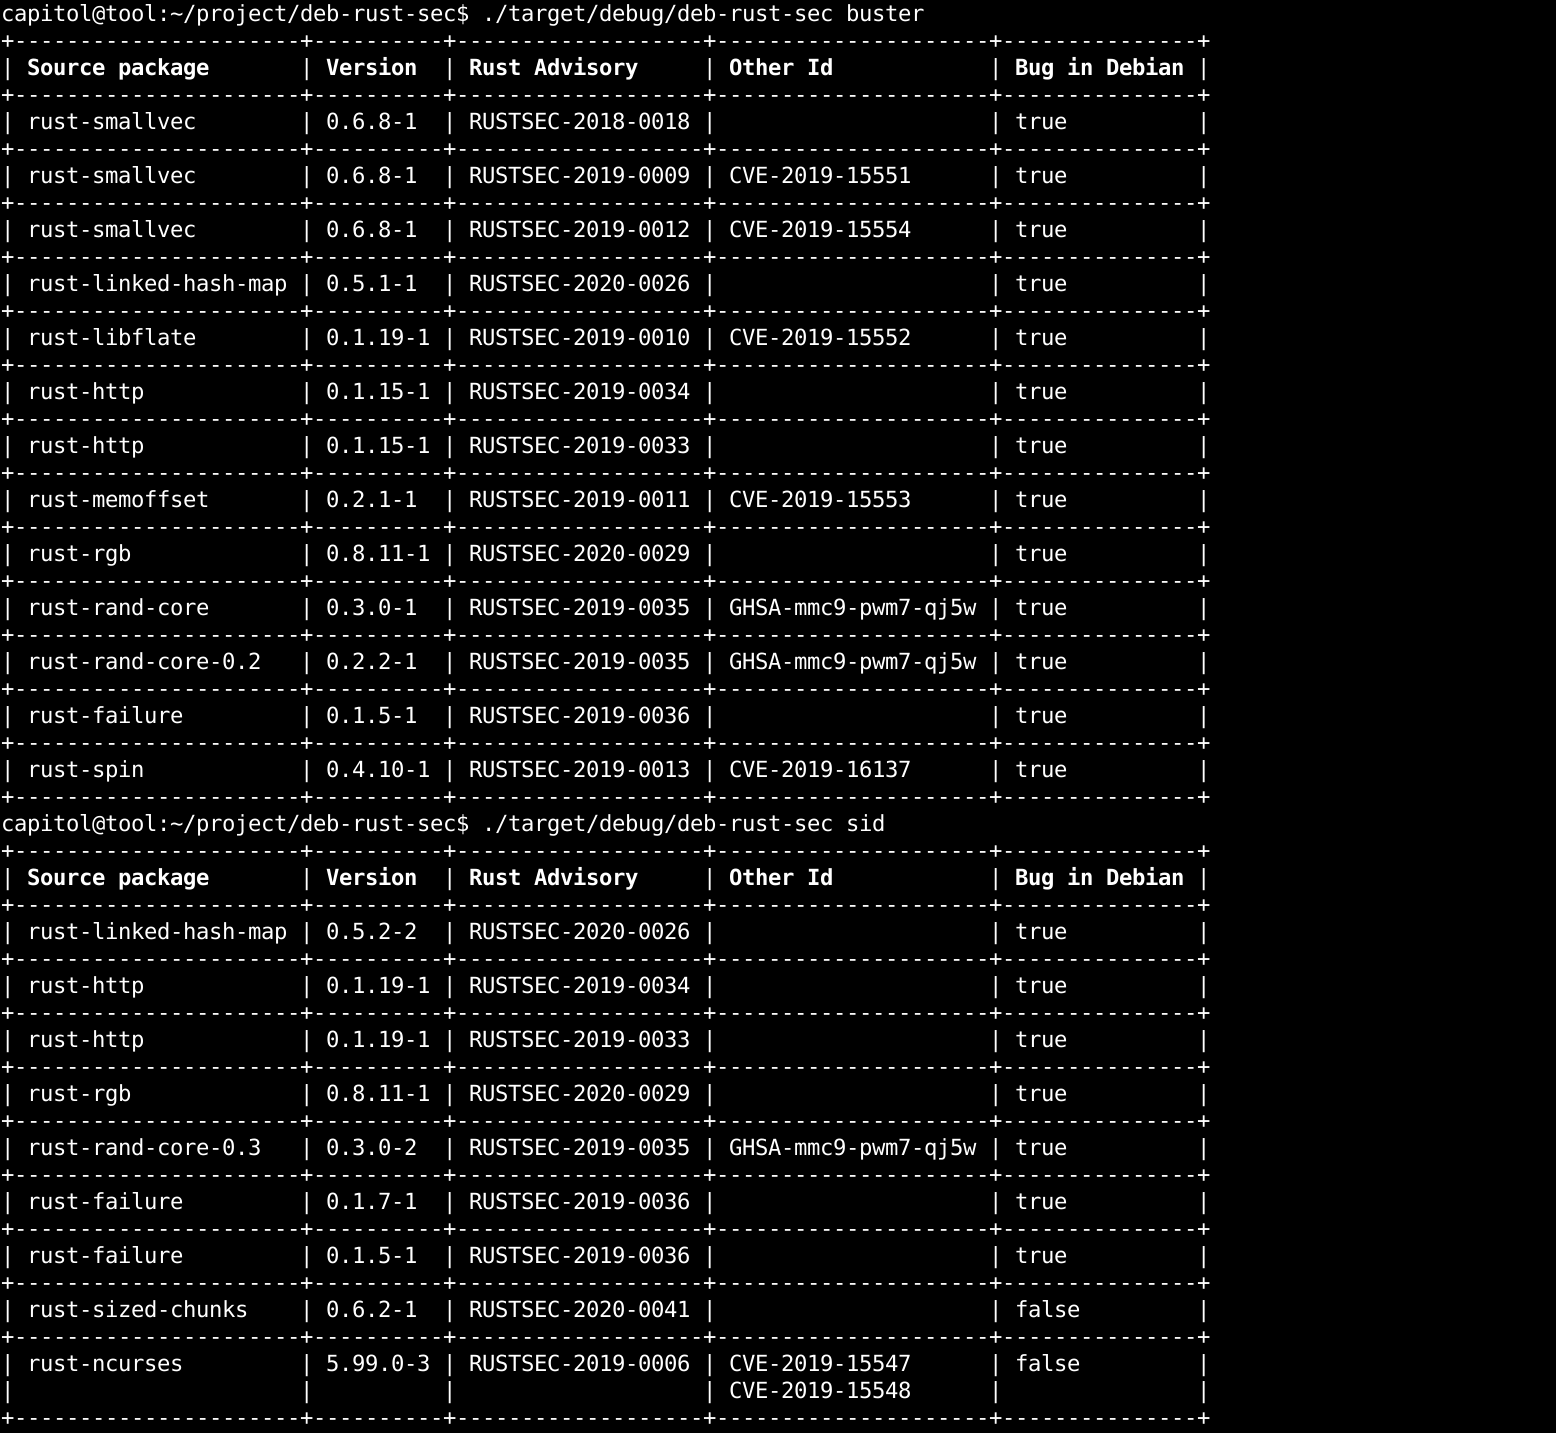 capitol@tool:~/project/deb-rust-sec$ ./target/debug/deb-rust-sec buster
+----------------------+----------+-------------------+---------------------+---------------+
| Source package       | Version  | Rust Advisory     | Other Id            | Bug in Debian |
+----------------------+----------+-------------------+---------------------+---------------+
| rust-smallvec        | 0.6.8-1  | RUSTSEC-2018-0018 |                     | true          |
+----------------------+----------+-------------------+---------------------+---------------+
| rust-smallvec        | 0.6.8-1  | RUSTSEC-2019-0009 | CVE-2019-15551      | true          |
+----------------------+----------+-------------------+---------------------+---------------+
| rust-smallvec        | 0.6.8-1  | RUSTSEC-2019-0012 | CVE-2019-15554      | true          |
+----------------------+----------+-------------------+---------------------+---------------+
| rust-linked-hash-map | 0.5.1-1  | RUSTSEC-2020-0026 |                     | true          |
+----------------------+----------+-------------------+---------------------+---------------+
| rust-libflate        | 0.1.19-1 | RUSTSEC-2019-0010 | CVE-2019-15552      | true          |
+----------------------+----------+-------------------+---------------------+---------------+
| rust-http            | 0.1.15-1 | RUSTSEC-2019-0034 |                     | true          |
+----------------------+----------+-------------------+---------------------+---------------+
| rust-http            | 0.1.15-1 | RUSTSEC-2019-0033 |                     | true          |
+----------------------+----------+-------------------+---------------------+---------------+
| rust-memoffset       | 0.2.1-1  | RUSTSEC-2019-0011 | CVE-2019-15553      | true          |
+----------------------+----------+-------------------+---------------------+---------------+
| rust-rgb             | 0.8.11-1 | RUSTSEC-2020-0029 |                     | true          |
+----------------------+----------+-------------------+---------------------+---------------+
| rust-rand-core       | 0.3.0-1  | RUSTSEC-2019-0035 | GHSA-mmc9-pwm7-qj5w | true          |
+----------------------+----------+-------------------+---------------------+---------------+
| rust-rand-core-0.2   | 0.2.2-1  | RUSTSEC-2019-0035 | GHSA-mmc9-pwm7-qj5w | true          |
+----------------------+----------+-------------------+---------------------+---------------+
| rust-failure         | 0.1.5-1  | RUSTSEC-2019-0036 |                     | true          |
+----------------------+----------+-------------------+---------------------+---------------+
| rust-spin            | 0.4.10-1 | RUSTSEC-2019-0013 | CVE-2019-16137      | true          |
+----------------------+----------+-------------------+---------------------+---------------+
capitol@tool:~/project/deb-rust-sec$ ./target/debug/deb-rust-sec sid
+----------------------+----------+-------------------+---------------------+---------------+
| Source package       | Version  | Rust Advisory     | Other Id            | Bug in Debian |
+----------------------+----------+-------------------+---------------------+---------------+
| rust-linked-hash-map | 0.5.2-2  | RUSTSEC-2020-0026 |                     | true          |
+----------------------+----------+-------------------+---------------------+---------------+
| rust-http            | 0.1.19-1 | RUSTSEC-2019-0034 |                     | true          |
+----------------------+----------+-------------------+---------------------+---------------+
| rust-http            | 0.1.19-1 | RUSTSEC-2019-0033 |                     | true          |
+----------------------+----------+-------------------+---------------------+---------------+
| rust-rgb             | 0.8.11-1 | RUSTSEC-2020-0029 |                     | true          |
+----------------------+----------+-------------------+---------------------+---------------+
| rust-rand-core-0.3   | 0.3.0-2  | RUSTSEC-2019-0035 | GHSA-mmc9-pwm7-qj5w | true          |
+----------------------+----------+-------------------+---------------------+---------------+
| rust-failure         | 0.1.7-1  | RUSTSEC-2019-0036 |                     | true          |
+----------------------+----------+-------------------+---------------------+---------------+
| rust-failure         | 0.1.5-1  | RUSTSEC-2019-0036 |                     | true          |
+----------------------+----------+-------------------+---------------------+---------------+
| rust-sized-chunks    | 0.6.2-1  | RUSTSEC-2020-0041 |                     | false         |
+----------------------+----------+-------------------+---------------------+---------------+
| rust-ncurses         | 5.99.0-3 | RUSTSEC-2019-0006 | CVE-2019-15547      | false         |
|                      |          |                   | CVE-2019-15548      |               |
+----------------------+----------+-------------------+---------------------+---------------+